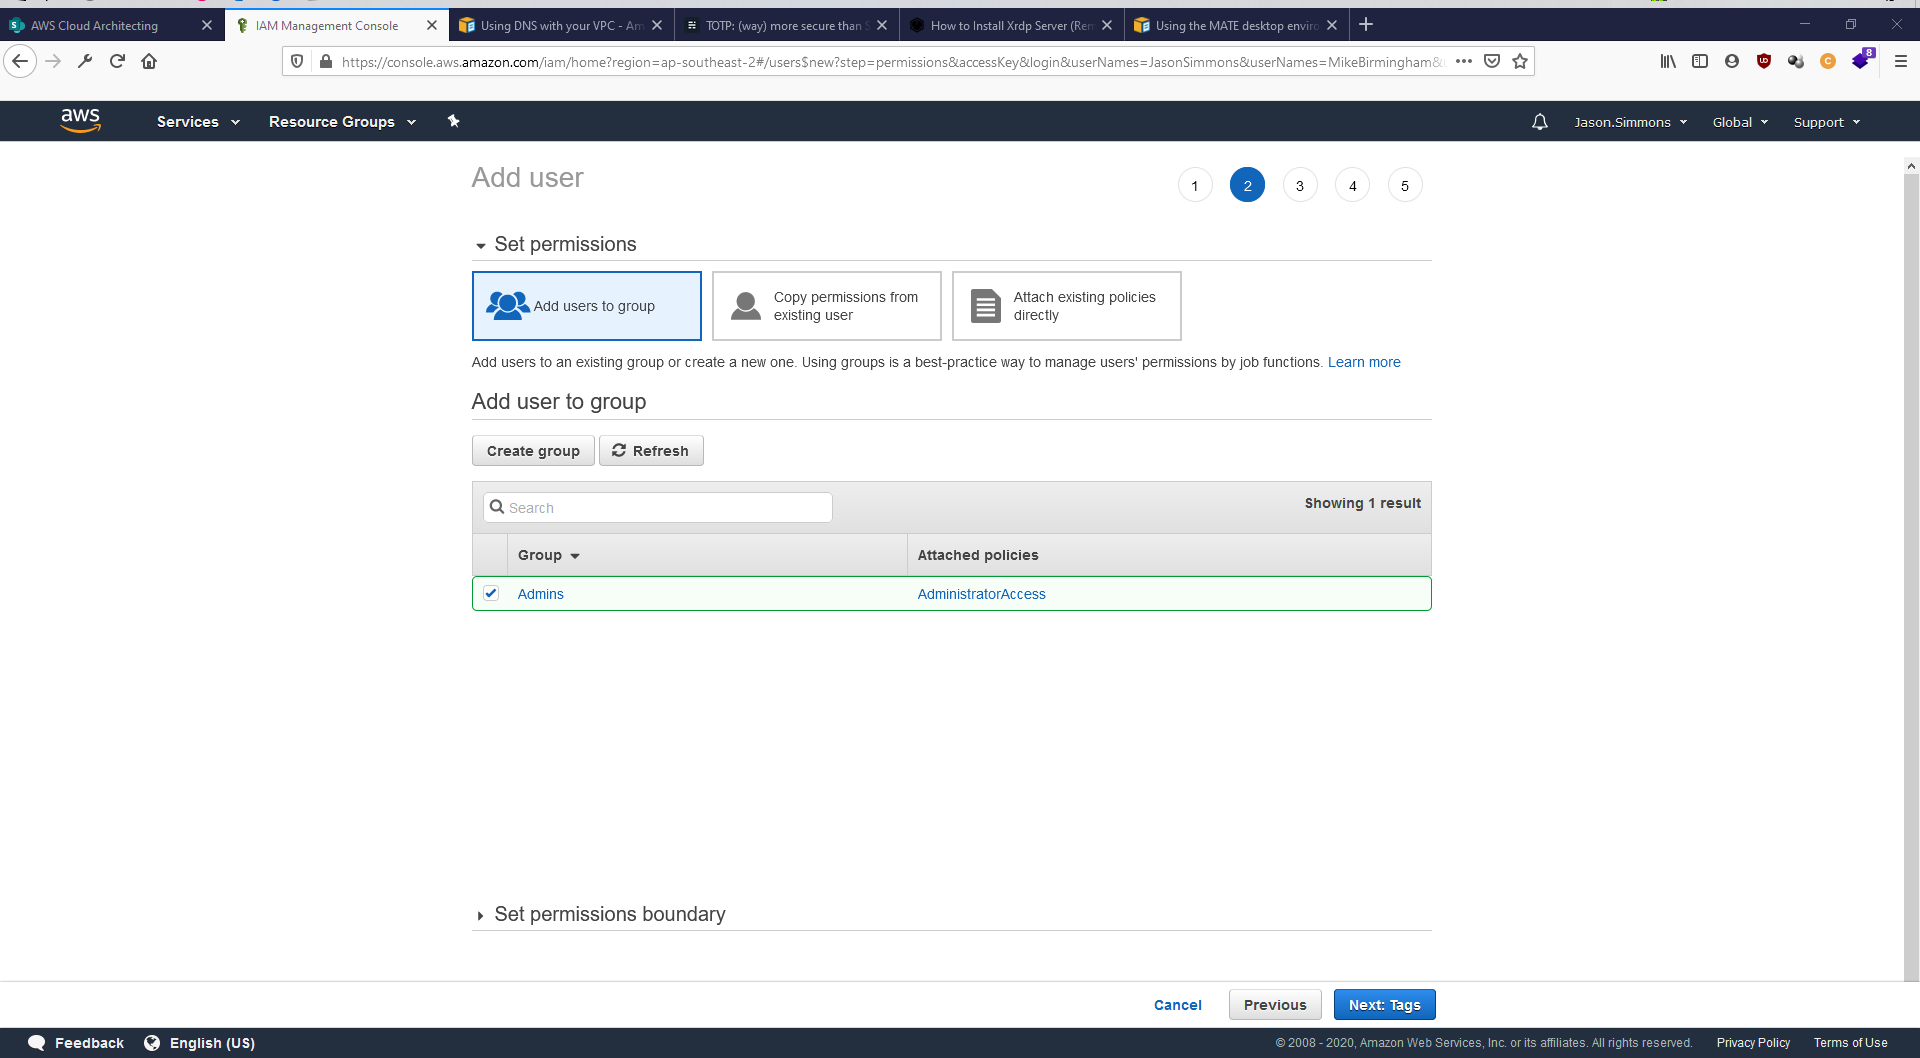 AWS Cloud Architecting
IAM Management Console
Using DNS with your VPC - Am
TOTP: (way) more secure than S
How to Install Xrdp Server (Rem
Using the MATE desktop enviro
https://console.aws.amazon.com/iam/home?region=ap-southeast-2#/users$new?step=permissions&accessKey&login&userNames=JasonSimmons&userNames=MikeBirmingham&
8
aws
Services
Resource Groups
Jason.Simmons
Global
Support
Add user
1
2
3
4
5
Set permissions
Add users to group
Copy permissions from
existing user
Attach existing policies
directly
Add users to an existing group or create a new one. Using groups is a best-practice way to manage users' permissions by job functions. Learn more
Add user to group
Create group
Refresh
Search
Showing 1 result
Group
Attached policies
Admins
AdministratorAccess
Set permissions boundary
Cancel
Previous
Next: Tags
Feedback
English (US)
© 2008 - 2020, Amazon Web Services, Inc. or its affiliates. All rights reserved.
Privacy Policy
Terms of Use